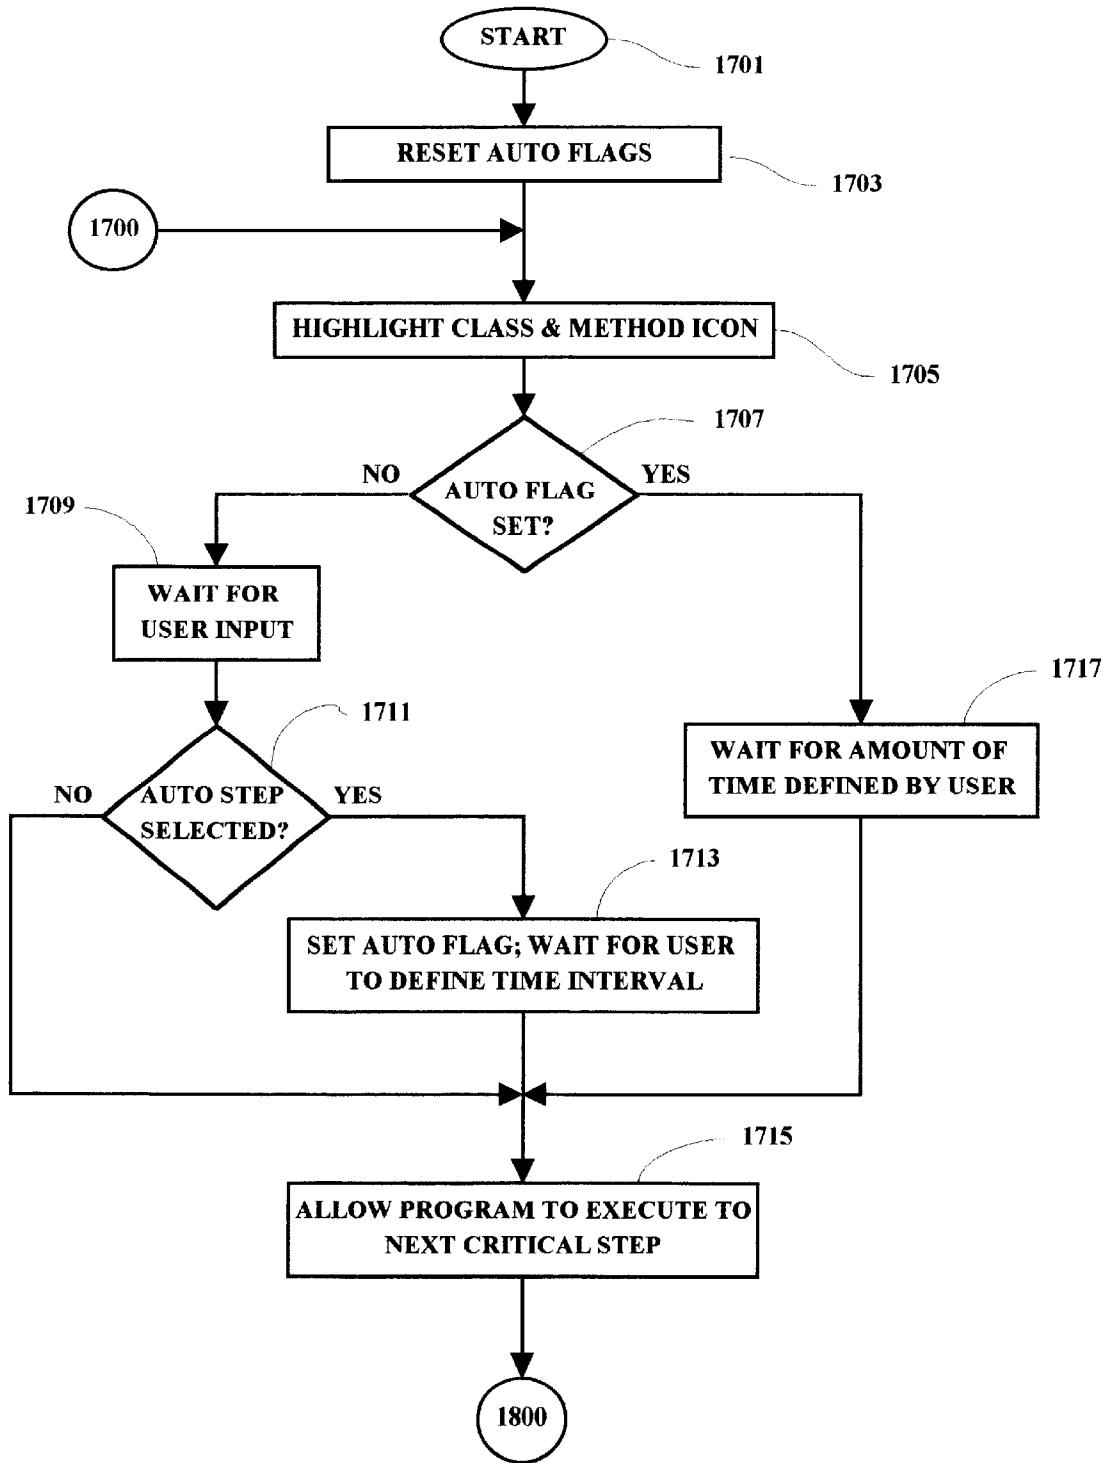 START
1701
RESET AUTO FLAGS
1703
1700
HIGHLIGHT CLASS & METHOD ICON
1705
1707
NO
YES
AUTO FLAG
SET?
1709
WAIT FOR
USER INPUT
1717
1711
WAIT FOR AMOUNT OF
TIME DEFINED BY USER
NO
AUTO STEP
SELECTED?
YES
1713
SET AUTO FLAG; WAIT FOR USER
TO DEFINE TIME INTERVAL
1715
ALLOW PROGRAM TO EXECUTE TO
NEXT CRITICAL STEP
1800